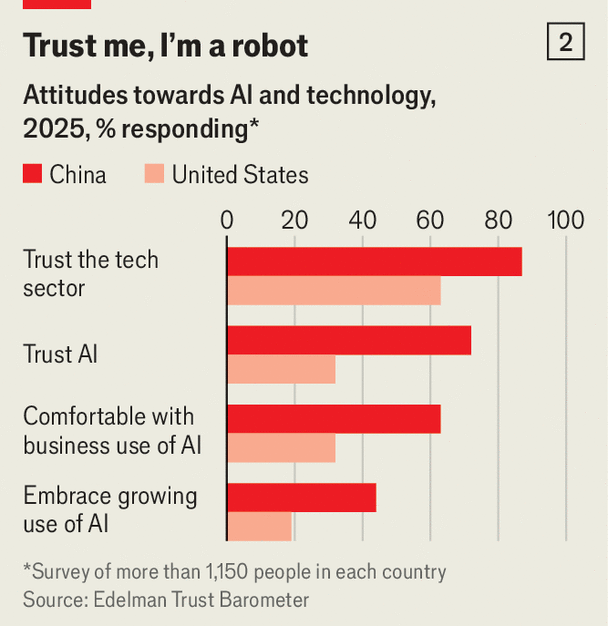 Trust me, I'm a robot
2
Attitudes towards AI and technology,
2025, % responding*
China
United States
0 20 40 60 80 100
Trust the tech
sector
Trust AI
Comfortable with
business use of AI
Embrace growing
use of AI
*Survey of more than 1,150 people in each country
Source: Edelman Trust Barometer